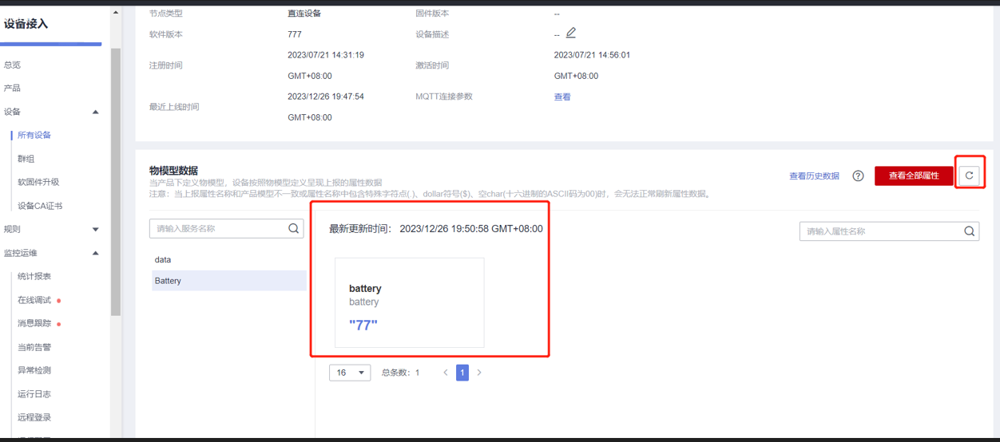 设备接入
总览
产品
设备
所有设备
群组
软固件升级
设备CA证书
规则
监控运维
统计报表
在线调试
消息跟踪
当前告警
异常检测
运行日志
远程登录
节点类型 直连设备 固件版本 --
软件版本 777 设备描述 --
注册时间 2023/07/21 14:31:19 GMT+08:00 激活时间 2023/07/21 14:56:01 GMT+08:00
最近上线时间 2023/12/26 19:47:54 GMT+08:00 MQTT连接参数 查看
物模型数据
当产品下定义物模型，设备按照物模型定义呈现上报的属性数据
注意：当上报属性名称和产品模型不一致或属性名称中包含特殊字符点(.)、dollar符号($)、空char(十六进制的ASCII码为00)时，会无法正常刷新属性数据。
查看历史数据 ? 查看全部属性
请输入服务名称
data
Battery
最新更新时间： 2023/12/26 19:50:58 GMT+08:00
请输入属性名称
battery
battery
"77"
16 总条数：1 < 1 >